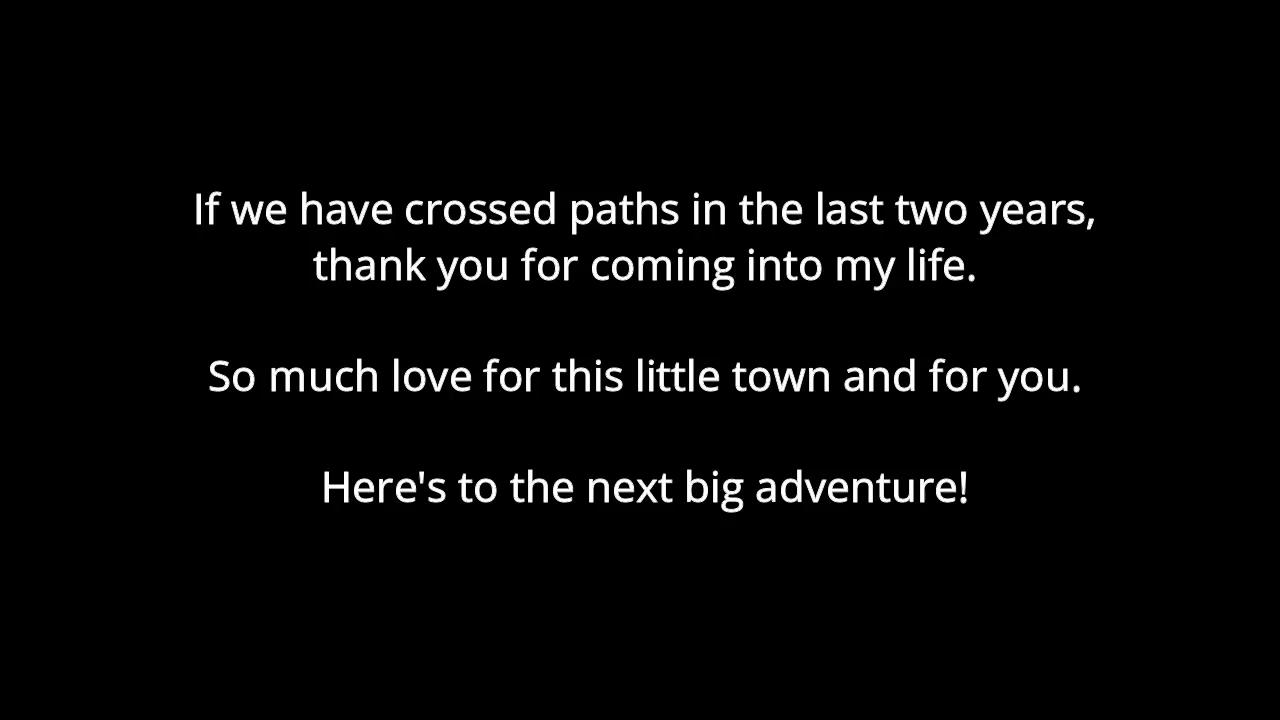 If we have crossed paths in the last two years,
thank you for coming into my life.
So much love for this little town and for you.
Here's to the next big adventure!